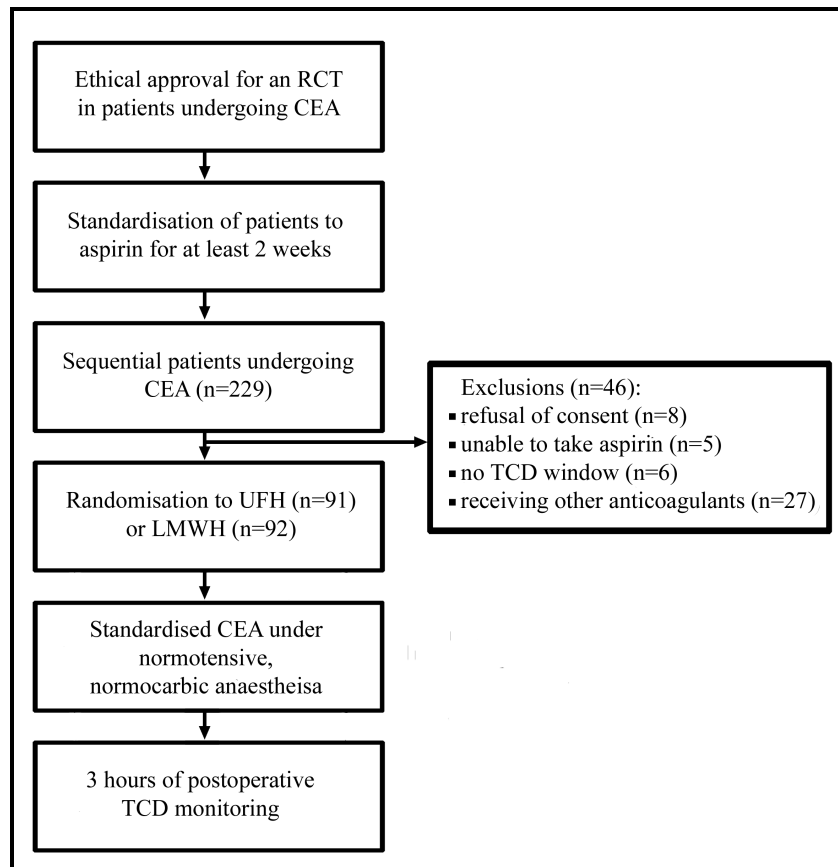 Ethical approval for an RCT
in patients undergoing CEA
Standardisation of patients to
aspirin for at least 2 weeks
Sequential patients undergoing
CEA (n=229)
Exclusions (n=46):
▪ refusal of consent (n=8)
▪ unable to take aspirin (n=5)
▪ no TCD window (n=6)
▪ receiving other anticoagulants (n=27)
Randomisation to UFH (n=91)
or LMWH (n=92)
Standardised CEA under
normotensive,
normocarbic anaestheisa
3 hours of postoperative
TCD monitoring